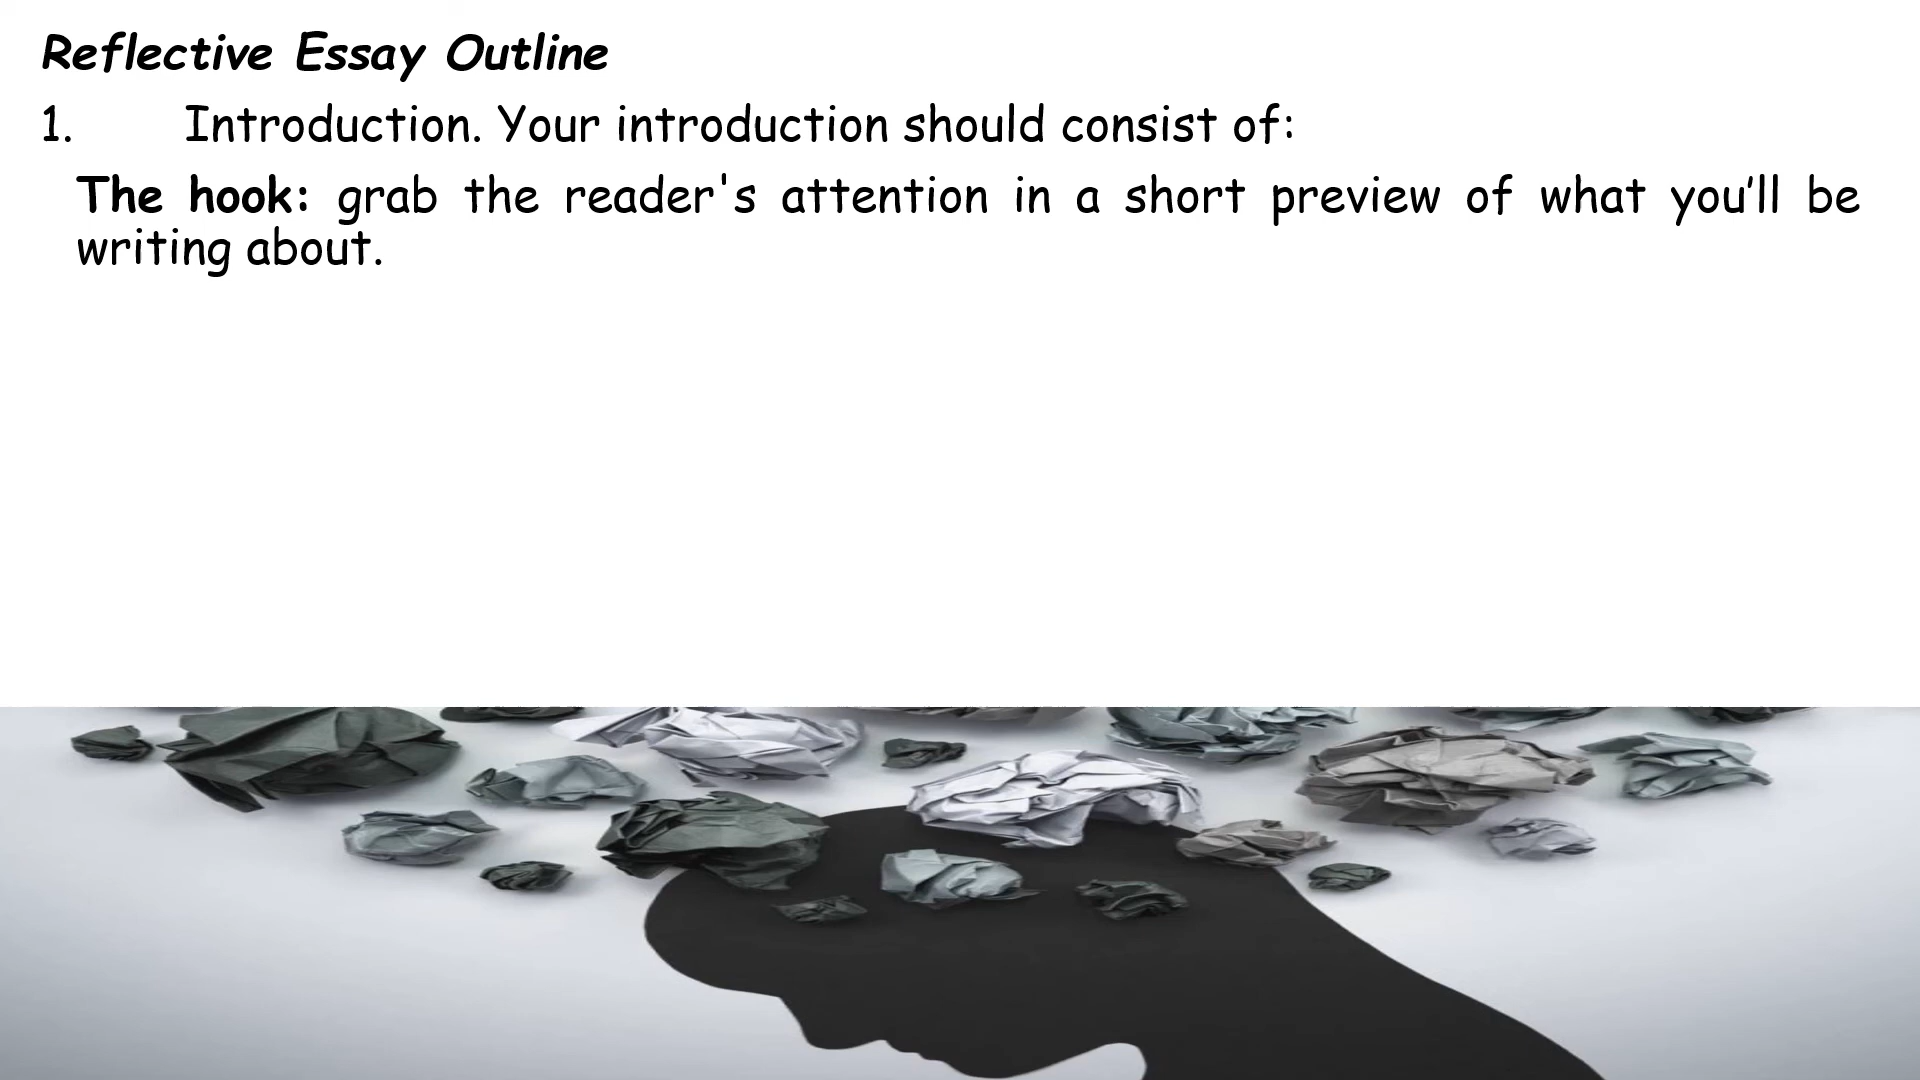 Reflective Essay Outline
1. Introduction. Your introduction should consist of:
The hook: grab the reader's attention in a short preview of what you’ll be
writing about.